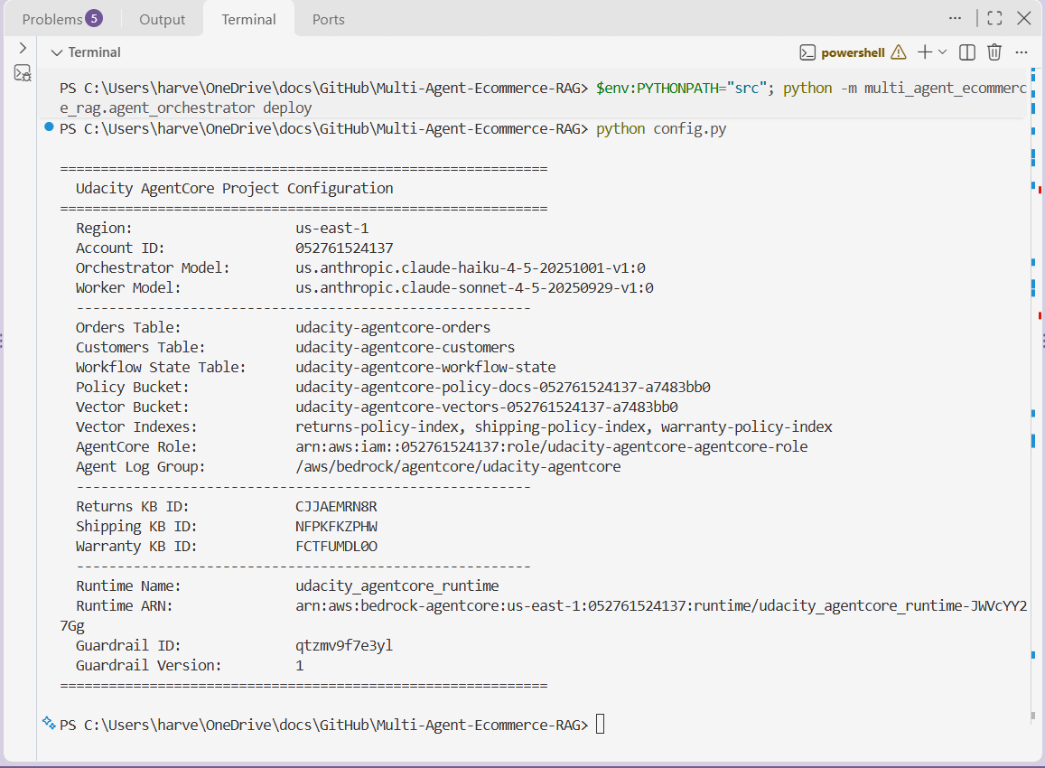 Problems 5 Output Terminal Ports
Terminal powershell
PS C:\Users\harve\OneDrive\docs\GitHub\Multi-Agent-Ecommerce-RAG> $env:PYTHONPATH="src"; python -m multi_agent_ecommerc
e_rag.agent_orchestrator deploy
PS C:\Users\harve\OneDrive\docs\GitHub\Multi-Agent-Ecommerce-RAG> python config.py
==========================================================
Udacity AgentCore Project Configuration
==========================================================
Region: us-east-1
Account ID: 052761524137
Orchestrator Model: us.anthropic.claude-haiku-4-5-20251001-v1:0
Worker Model: us.anthropic.claude-sonnet-4-5-20250929-v1:0
--------------------------------------------------------
Orders Table: udacity-agentcore-orders
Customers Table: udacity-agentcore-customers
Workflow State Table: udacity-agentcore-workflow-state
Policy Bucket: udacity-agentcore-policy-docs-052761524137-a7483bb0
Vector Bucket: udacity-agentcore-vectors-052761524137-a7483bb0
Vector Indexes: returns-policy-index, shipping-policy-index, warranty-policy-index
AgentCore Role: arn:aws:iam::052761524137:role/udacity-agentcore-agentcore-role
Agent Log Group: /aws/bedrock/agentcore/udacity-agentcore
--------------------------------------------------------
Returns KB ID: CJJAEMRN8R
Shipping KB ID: NFPKFKZPHW
Warranty KB ID: FCTFUMDL0O
--------------------------------------------------------
Runtime Name: udacity_agentcore_runtime
Runtime ARN: arn:aws:bedrock-agentcore:us-east-1:052761524137:runtime/udacity_agentcore_runtime-JWVcYY2
7Gg
Guardrail ID: qtzmv9f7e3yl
Guardrail Version: 1
==========================================================
PS C:\Users\harve\OneDrive\docs\GitHub\Multi-Agent-Ecommerce-RAG>